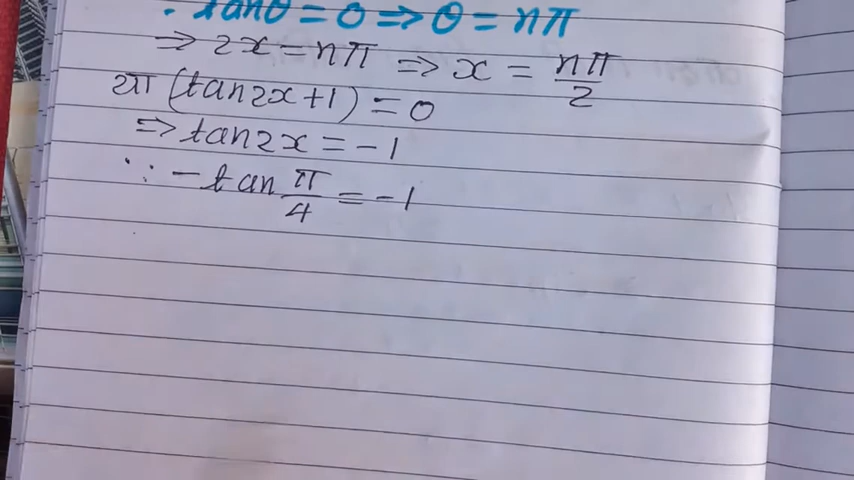 ∵ tanθ = 0 ⇒ θ = nπ
⇒ 2x = nπ ⇒ x = nπ/2
या (tan2x+1) = 0
⇒ tan2x = -1
∵ -tan π/4 = -1